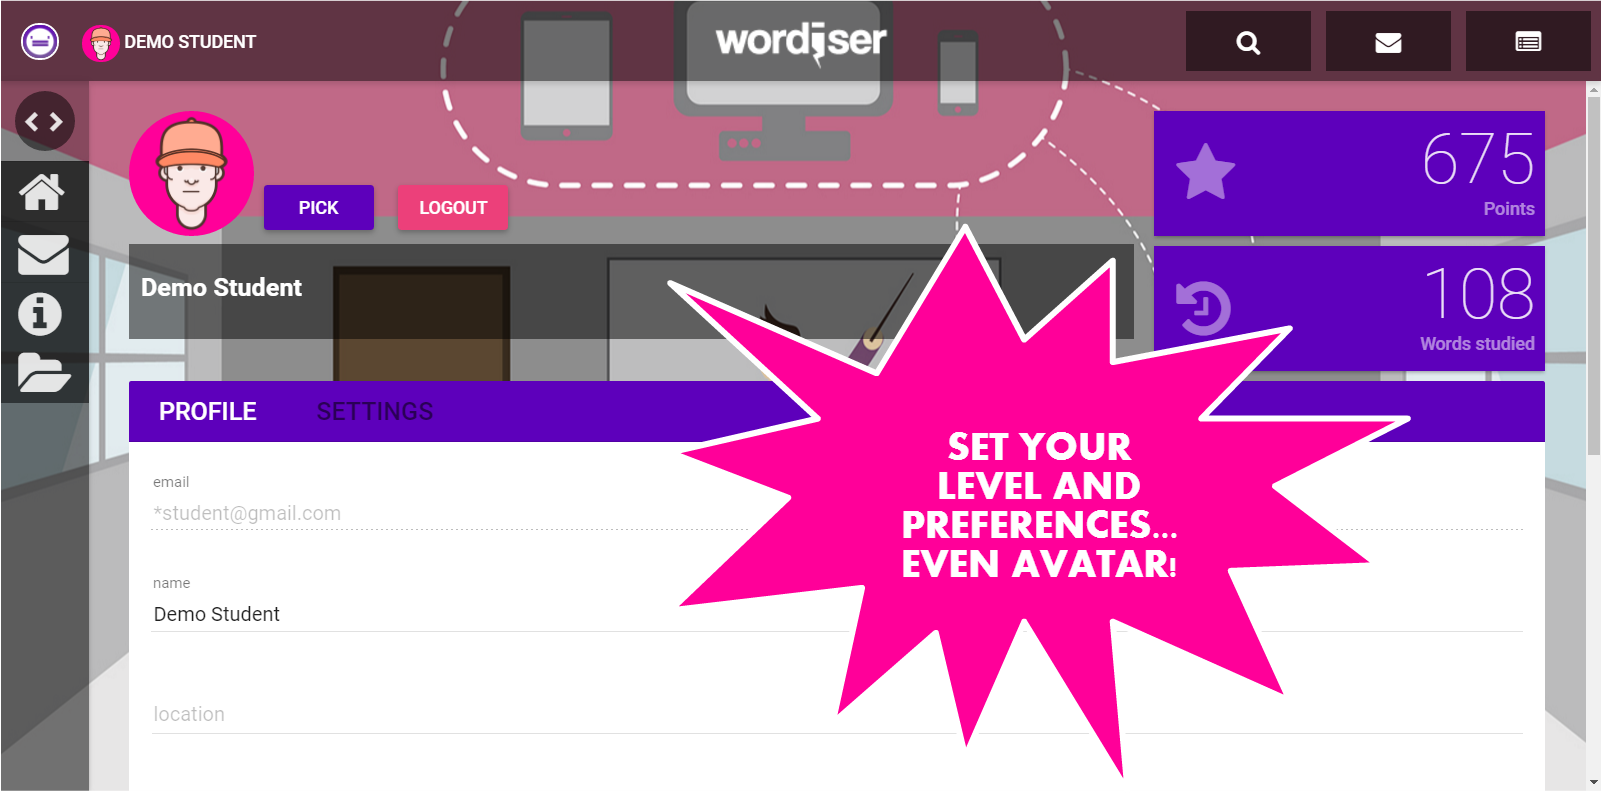 DEMO STUDENT
wordiser
PICK
LOGOUT
675
Points
Demo Student
108
Words studied
PROFILE
SETTINGS
SET YOUR
LEVEL AND
PREFERENCES...
EVEN AVATAR!
email
*student@gmail.com
name
Demo Student
location